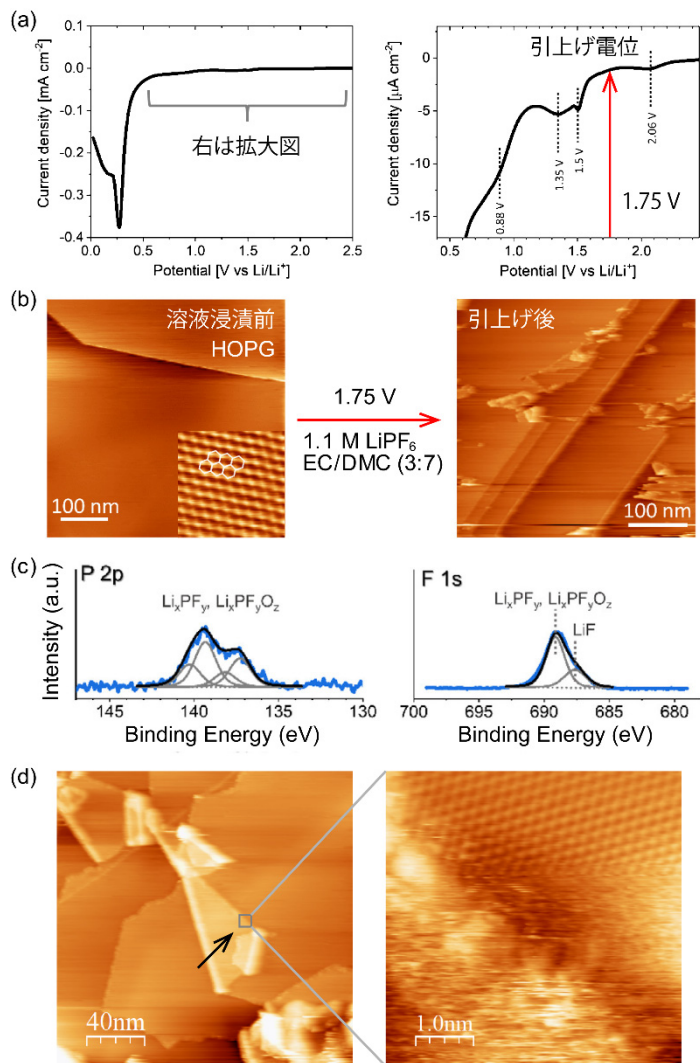 (a)
Current density [mA cm⁻²]
0.0
-0.1
-0.2
-0.3
-0.4
右は拡大図
0.0
0.5
1.0
1.5
2.0
2.5
Potential [V vs Li/Li⁺]
Current density [μA cm⁻²]
0
-5
-10
-15
引上げ電位
0.88 V
1.35 V
1.5 V
2.06 V
1.75 V
0.5
1.0
1.5
2.0
Potential [V vs Li/Li⁺]
(b)
溶液浸漬前
HOPG
100 nm
1.75 V
1.1 M LiPF₆
EC/DMC (3:7)
引上げ後
100 nm
(c)
P 2p
LiₓPFᵧ, LiₓPFᵧO_z
Intensity (a.u.)
145
140
135
130
Binding Energy (eV)
F 1s
LiₓPFᵧ, LiₓPFᵧO_z
LiF
700
695
690
685
680
Binding Energy (eV)
(d)
40nm
1.0nm